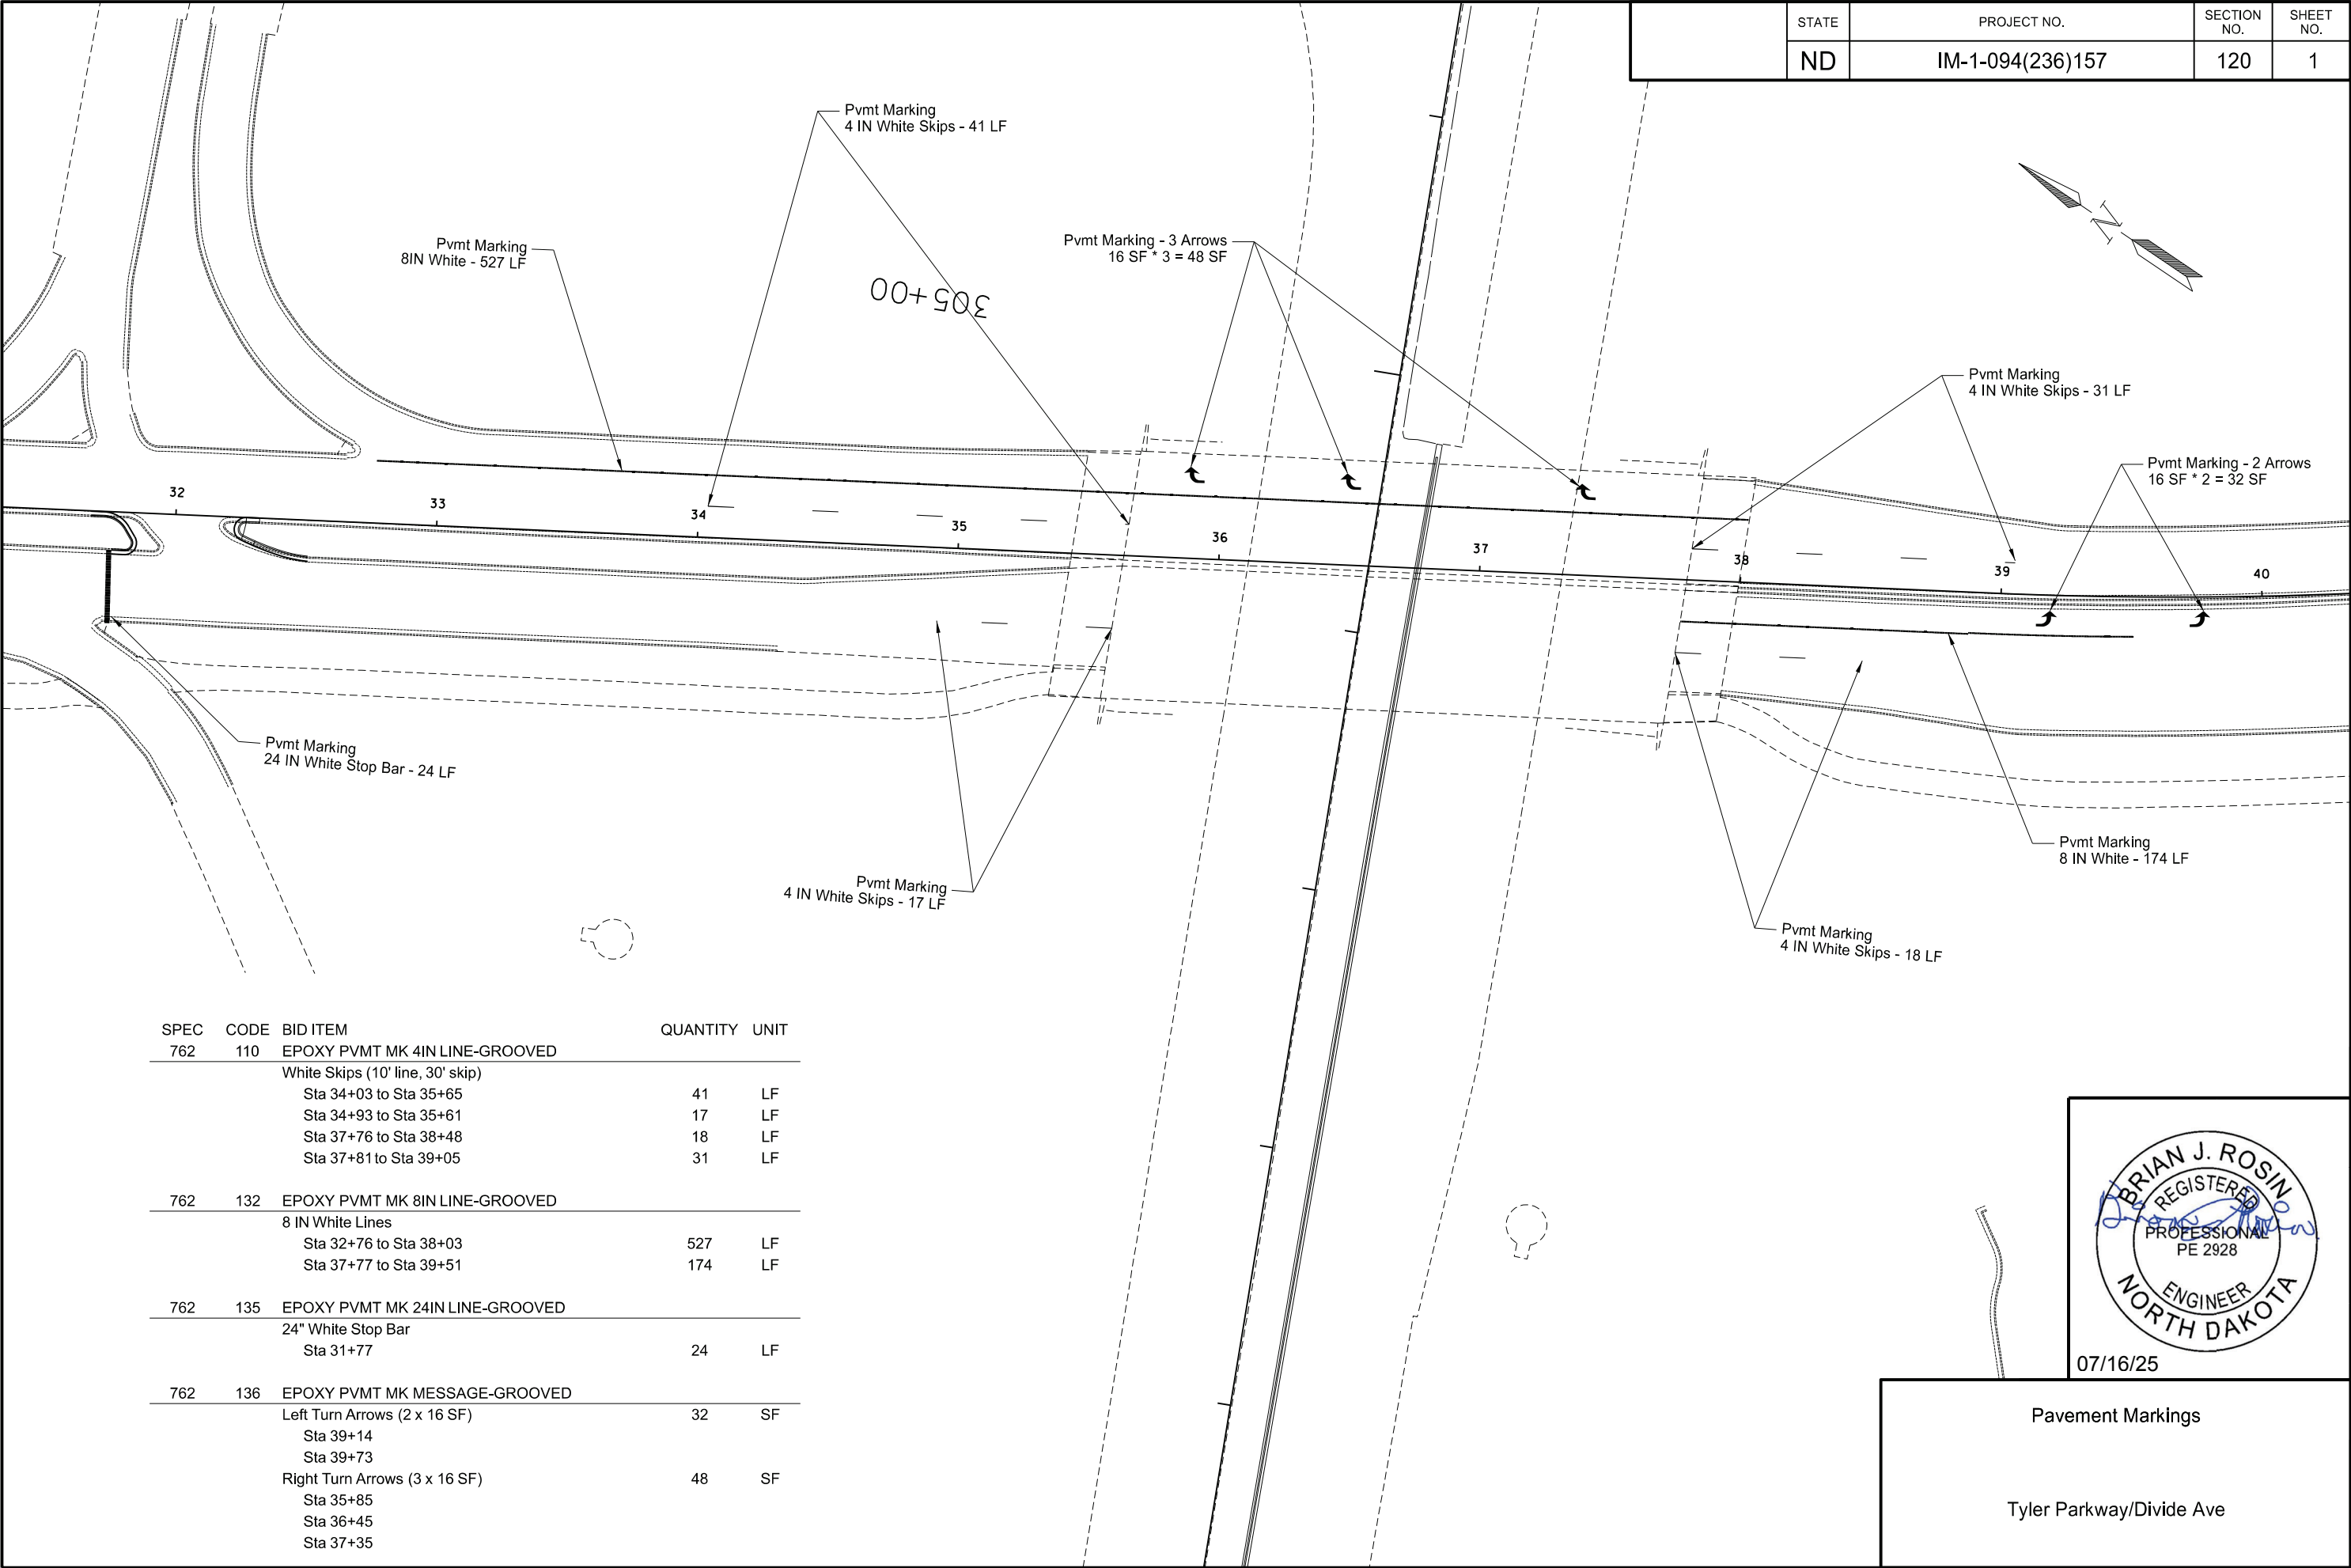 STATE PROJECT NO. SECTION NO. SHEET NO.
ND IM-1-094(236)157 120 1
Pvmt Marking
4 IN White Skips - 41 LF
Pvmt Marking
8IN White - 527 LF
305+00
Pvmt Marking - 3 Arrows
16 SF * 3 = 48 SF
N
Pvmt Marking
4 IN White Skips - 31 LF
Pvmt Marking - 2 Arrows
16 SF * 2 = 32 SF
32 33 34 35 36 37 38 39 40
Pvmt Marking
24 IN White Stop Bar - 24 LF
Pvmt Marking
4 IN White Skips - 17 LF
Pvmt Marking
8 IN White - 174 LF
Pvmt Marking
4 IN White Skips - 18 LF
SPEC CODE BID ITEM QUANTITY UNIT
762 110 EPOXY PVMT MK 4IN LINE-GROOVED
White Skips (10' line, 30' skip)
Sta 34+03 to Sta 35+65 41 LF
Sta 34+93 to Sta 35+61 17 LF
Sta 37+76 to Sta 38+48 18 LF
Sta 37+81 to Sta 39+05 31 LF
762 132 EPOXY PVMT MK 8IN LINE-GROOVED
8 IN White Lines
Sta 32+76 to Sta 38+03 527 LF
Sta 37+77 to Sta 39+51 174 LF
762 135 EPOXY PVMT MK 24IN LINE-GROOVED
24" White Stop Bar
Sta 31+77 24 LF
762 136 EPOXY PVMT MK MESSAGE-GROOVED
Left Turn Arrows (2 x 16 SF) 32 SF
Sta 39+14
Sta 39+73
Right Turn Arrows (3 x 16 SF) 48 SF
Sta 35+85
Sta 36+45
Sta 37+35
BRIAN J. ROSIN
REGISTERED
PROFESSIONAL
PE 2928
ENGINEER
NORTH DAKOTA
07/16/25
Pavement Markings
Tyler Parkway/Divide Ave